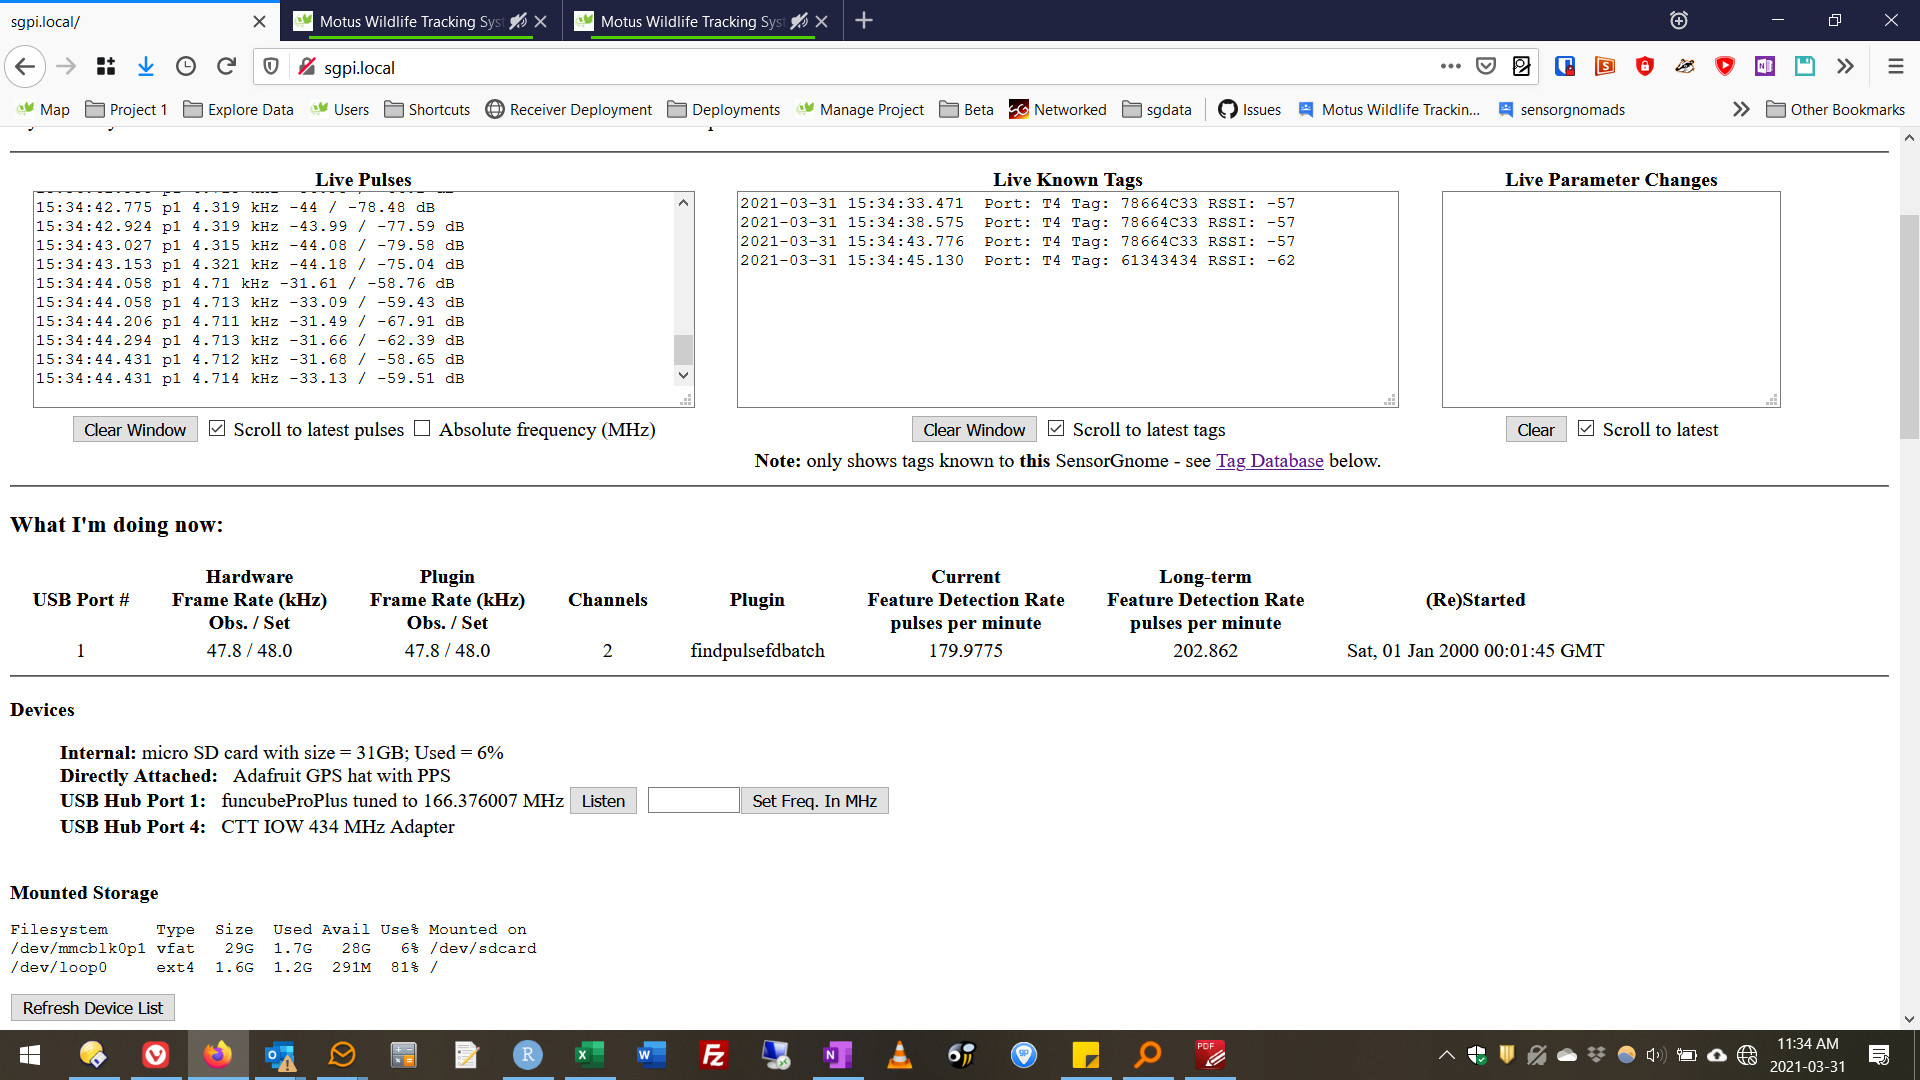 sgpi.local/
Motus Wildlife Tracking Sys
Motus Wildlife Tracking Syst
sgpi.local
Map Project 1 Explore Data Users Shortcuts Receiver Deployment Deployments Manage Project Beta Networked sgdata Issues Motus Wildlife Trackin... sensorgnomads Other Bookmarks
Live Pulses
15:34:42.775 p1 4.319 kHz -44 / -78.48 dB
15:34:42.924 p1 4.319 kHz -43.99 / -77.59 dB
15:34:43.027 p1 4.315 kHz -44.08 / -79.58 dB
15:34:43.153 p1 4.321 kHz -44.18 / -75.04 dB
15:34:44.058 p1 4.71 kHz -31.61 / -58.76 dB
15:34:44.058 p1 4.713 kHz -33.09 / -59.43 dB
15:34:44.206 p1 4.711 kHz -31.49 / -67.91 dB
15:34:44.294 p1 4.713 kHz -31.66 / -62.39 dB
15:34:44.431 p1 4.712 kHz -31.68 / -58.65 dB
15:34:44.431 p1 4.714 kHz -33.13 / -59.51 dB
Clear Window Scroll to latest pulses Absolute frequency (MHz)
Live Known Tags
2021-03-31 15:34:33.471 Port: T4 Tag: 78664C33 RSSI: -57
2021-03-31 15:34:38.575 Port: T4 Tag: 78664C33 RSSI: -57
2021-03-31 15:34:43.776 Port: T4 Tag: 78664C33 RSSI: -57
2021-03-31 15:34:45.130 Port: T4 Tag: 61343434 RSSI: -62
Clear Window Scroll to latest tags
Note: only shows tags known to this SensorGnome - see Tag Database below.
Live Parameter Changes
Clear Scroll to latest
What I'm doing now:
Hardware Plugin Current Long-term
USB Port # Frame Rate (kHz) Frame Rate (kHz) Channels Plugin Feature Detection Rate Feature Detection Rate (Re)Started
Obs. / Set Obs. / Set pulses per minute pulses per minute
1 47.8 / 48.0 47.8 / 48.0 2 findpulsefdbatch 179.9775 202.862 Sat, 01 Jan 2000 00:01:45 GMT
Devices
Internal: micro SD card with size = 31GB; Used = 6%
Directly Attached: Adafruit GPS hat with PPS
USB Hub Port 1: funcubeProPlus tuned to 166.376007 MHz Listen Set Freq. In MHz
USB Hub Port 4: CTT IOW 434 MHz Adapter
Mounted Storage
Filesystem Type Size Used Avail Use% Mounted on
/dev/mmcblk0p1 vfat 29G 1.7G 28G 6% /dev/sdcard
/dev/loop0 ext4 1.6G 1.2G 291M 81% /
Refresh Device List
11:34 AM
2021-03-31